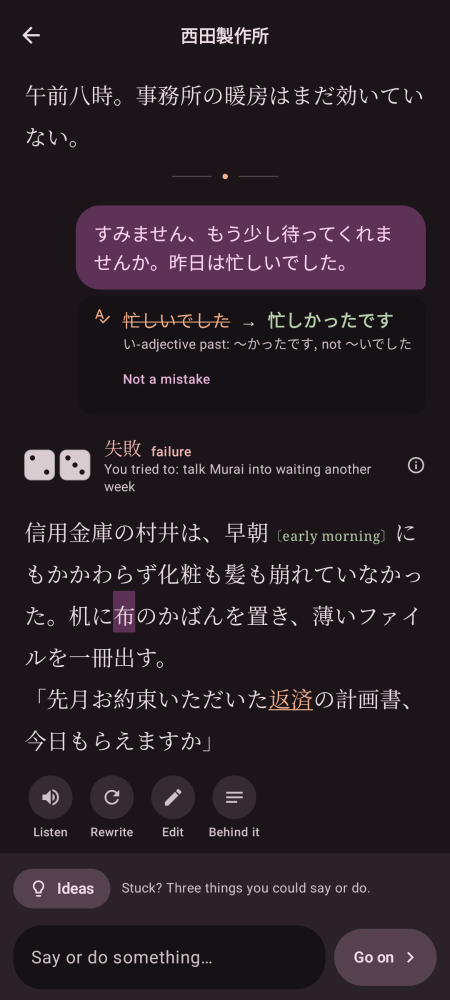 西田製作所
午前八時。事務所の暖房はまだ効いてい
ない。
すみません、もう少し待ってくれま
せんか。昨日は忙しいでした。
忙しいでした → 忙しかったです
い-adjective past: 〜かったです, not 〜いでした
Not a mistake
失敗 failure
You tried to: talk Murai into waiting another
week
信用金庫の村井は、早朝〔early morning〕に
もかかわらず化粧も髪も崩れていなかっ
た。机に布のかばんを置き、薄いファイ
ルを一冊出す。
「先月お約束いただいた返済の計画書、
今日もらえますか」
Listen Rewrite Edit Behind it
Ideas Stuck? Three things you could say or do.
Say or do something… Go on